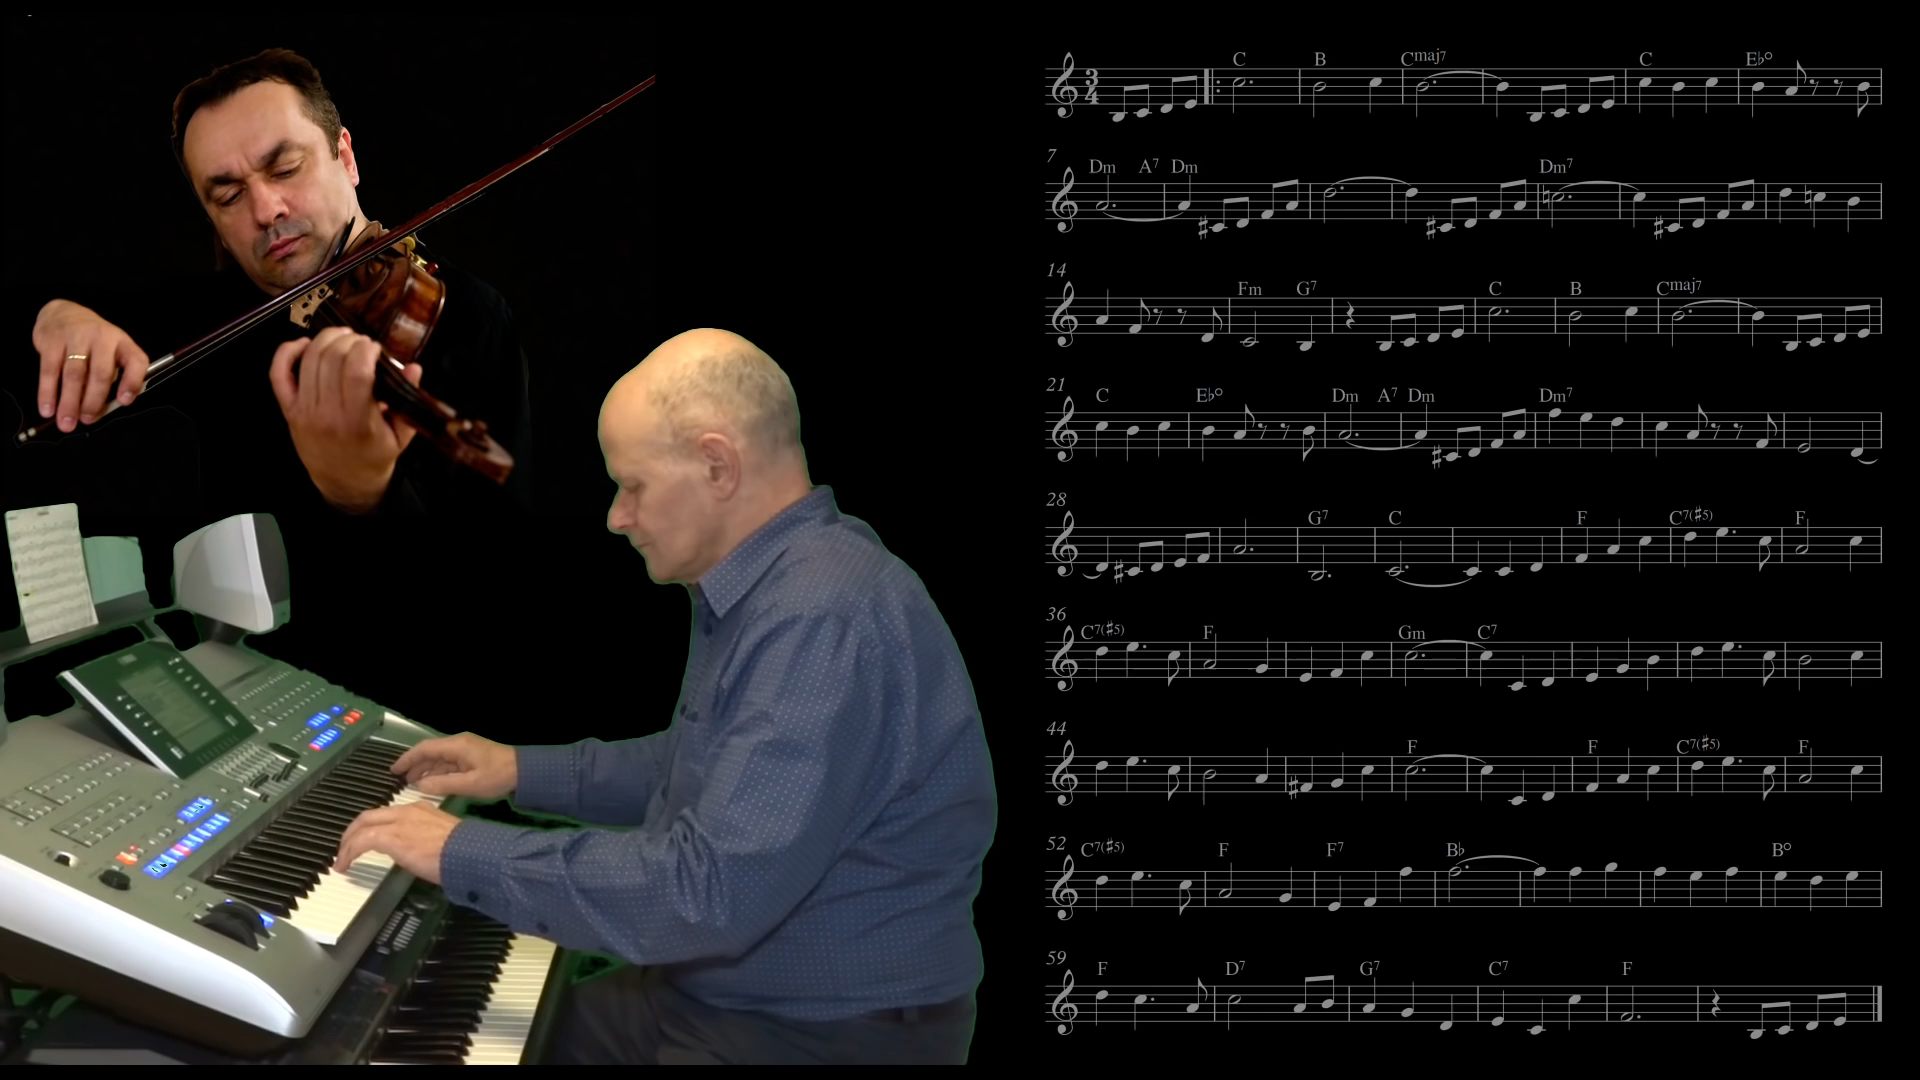 3 4 C B Cmaj7 C E♭°
7 Dm A7 Dm Dm7
14 Fm G7 C B Cmaj7
21 C E♭° Dm A7 Dm Dm7
28 G7 C F C7(♯5) F
36 C7(♯5) F Gm C7
44 F F C7(♯5) F
52 C7(♯5) F F7 B♭ B°
59 F D7 G7 C7 F